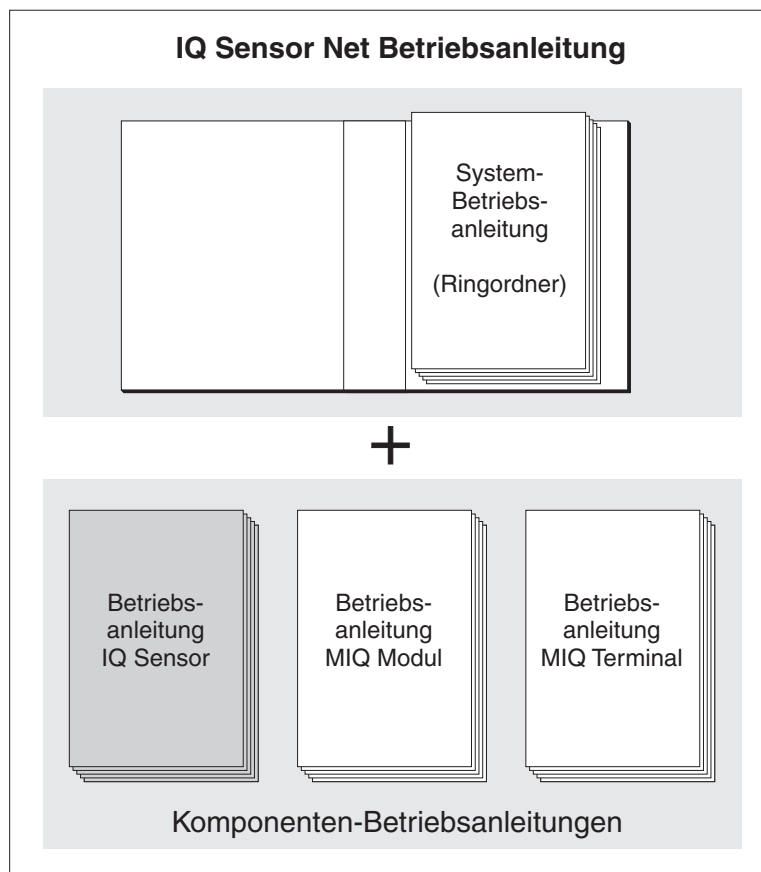 IQ Sensor Net Betriebsanleitung
System-
Betriebs-
anleitung
(Ringordner)
+
Betriebs-
anleitung
IQ Sensor
Betriebs-
anleitung
MIQ Modul
Betriebs-
anleitung
MIQ Terminal
Komponenten-Betriebsanleitungen